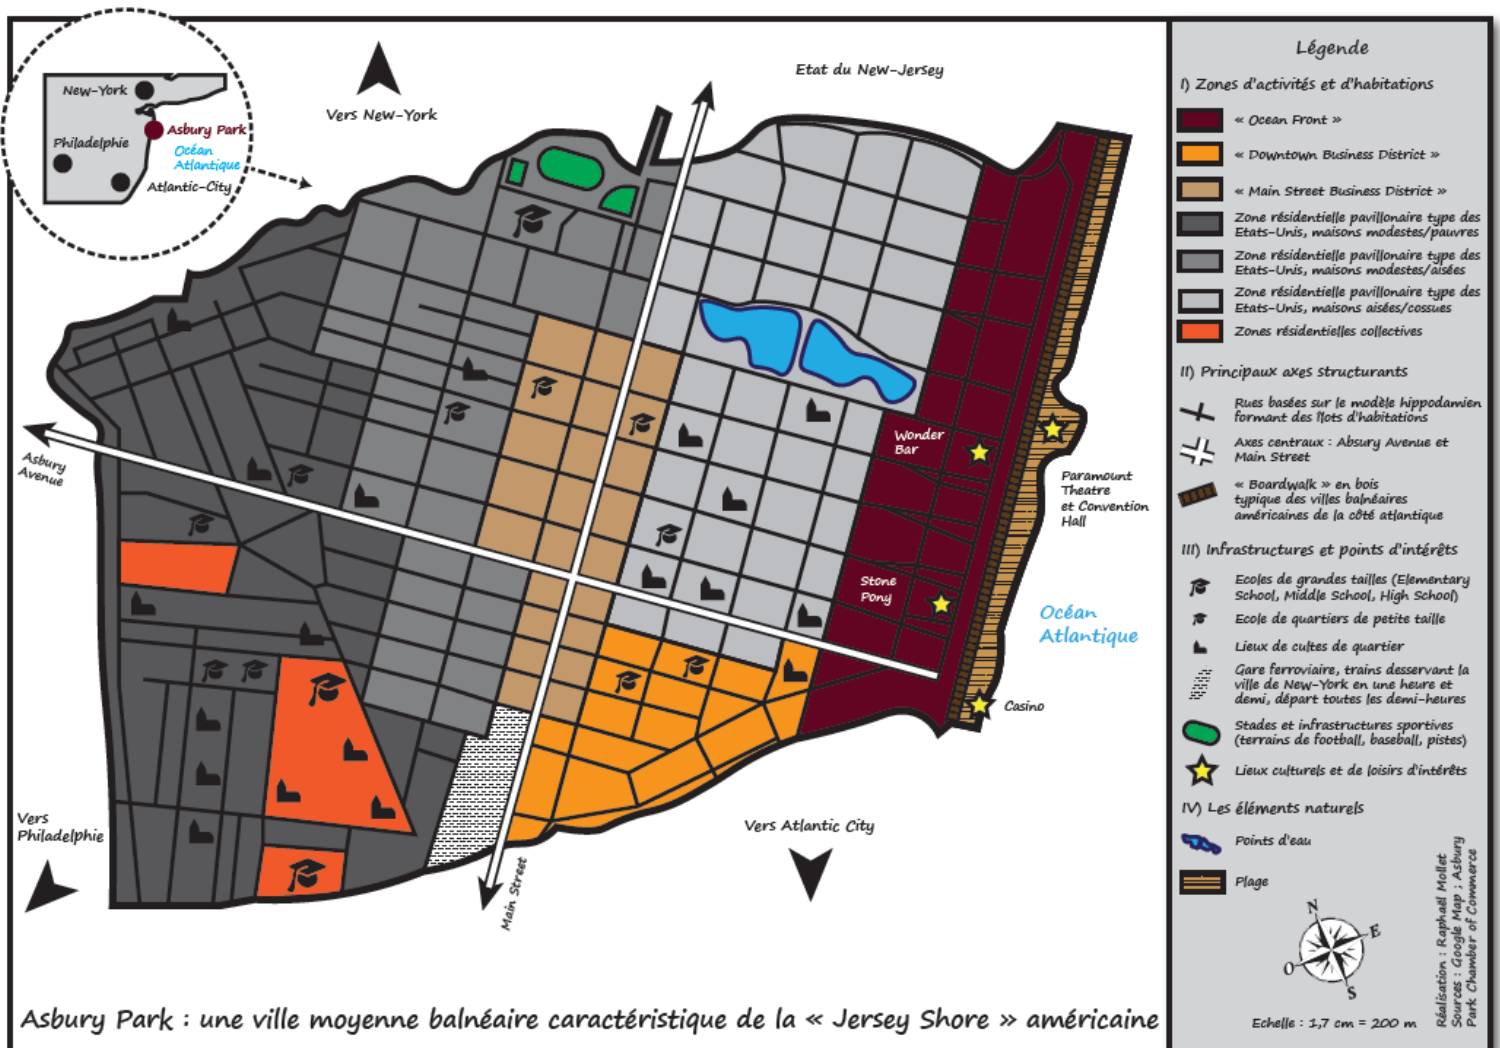 New-York
Philadelphie
Asbury Park
Océan
Atlantique
Atlantic-City
Vers New-York
Etat du New-Jersey
Asbury
Avenue
Wonder
Bar
Paramount
Theatre
et Convention
Hall
Stone
Pony
Océan
Atlantique
Casino
Vers
Philadelphie
Vers Atlantic City
Main Street
Asbury Park : une ville moyenne balnéaire caractéristique de la « Jersey Shore » américaine
Légende
I) Zones d'activités et d'habitations
« Ocean Front »
« Downtown Business District »
« Main Street Business District »
Zone résidentielle pavillonaire type des
Etats-Unis, maisons modestes/pauvres
Zone résidentielle pavillonaire type des
Etats-Unis, maisons modestes/aisées
Zone résidentielle pavillonaire type des
Etats-Unis, maisons aisées/cossues
Zones résidentielles collectives
II) Principaux axes structurants
Rues basées sur le modèle hippodamien
formant des îlots d'habitations
Axes centraux : Absury Avenue et
Main Street
« Boardwalk » en bois
typique des villes balnéaires
américaines de la côté atlantique
III) Infrastructures et points d'intérêts
Ecoles de grandes tailles (Elementary
School, Middle School, High School)
Ecole de quartiers de petite taille
Lieux de cultes de quartier
Gare ferroviaire, trains desservant la
ville de New-York en une heure et
demi, départ toutes les demi-heures
Stades et infrastructures sportives
(terrains de football, baseball, pistes)
Lieux culturels et de loisirs d'intérêts
IV) Les éléments naturels
Points d'eau
Plage
N
E
O
S
Echelle : 1,7 cm = 200 m
Réalisation : Raphaël Mollet
Sources : Google Map ; Asbury
Park Chamber of Commerce